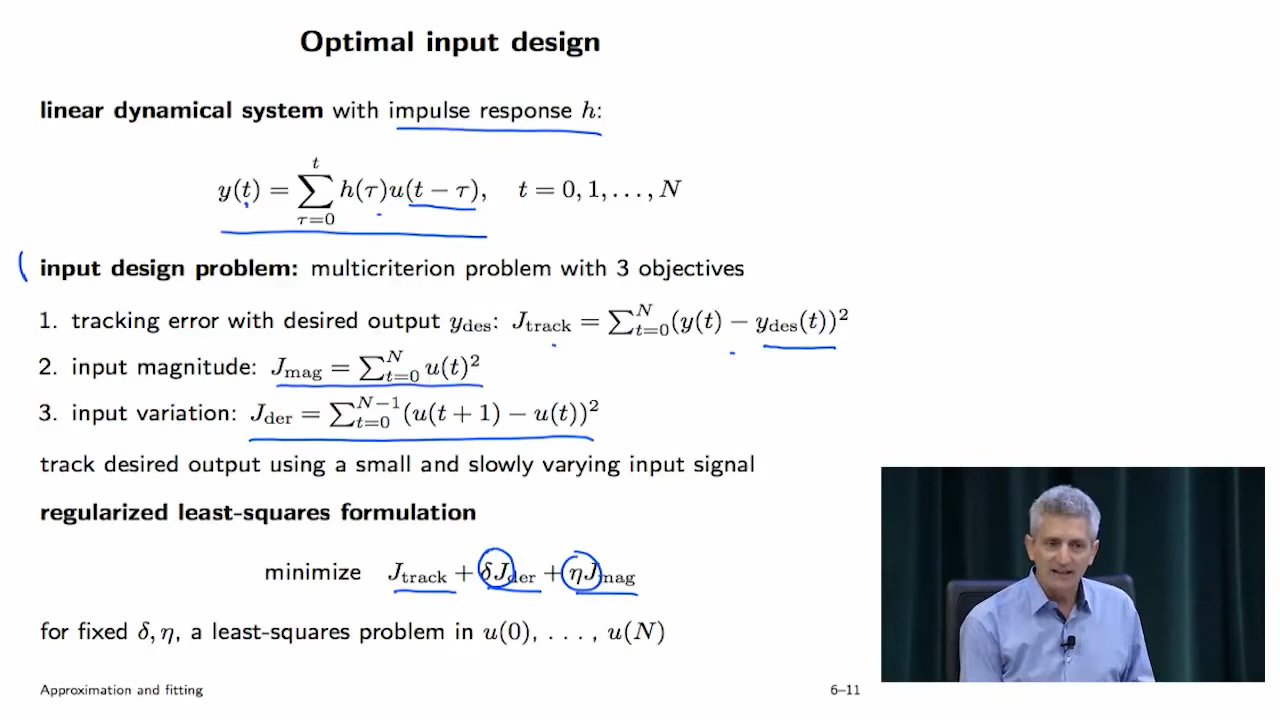 Optimal input design
linear dynamical system with impulse response h:
y(t) = ∑_{τ=0}^{t} h(τ)u(t − τ), t = 0, 1, . . . , N
input design problem: multicriterion problem with 3 objectives
1. tracking error with desired output y_des: J_track = ∑_{t=0}^{N} (y(t) − y_des(t))²
2. input magnitude: J_mag = ∑_{t=0}^{N} u(t)²
3. input variation: J_der = ∑_{t=0}^{N−1} (u(t + 1) − u(t))²
track desired output using a small and slowly varying input signal
regularized least-squares formulation
minimize J_track + δJ_der + ηJ_mag
for fixed δ, η, a least-squares problem in u(0), . . . , u(N)
Approximation and fitting 6–11